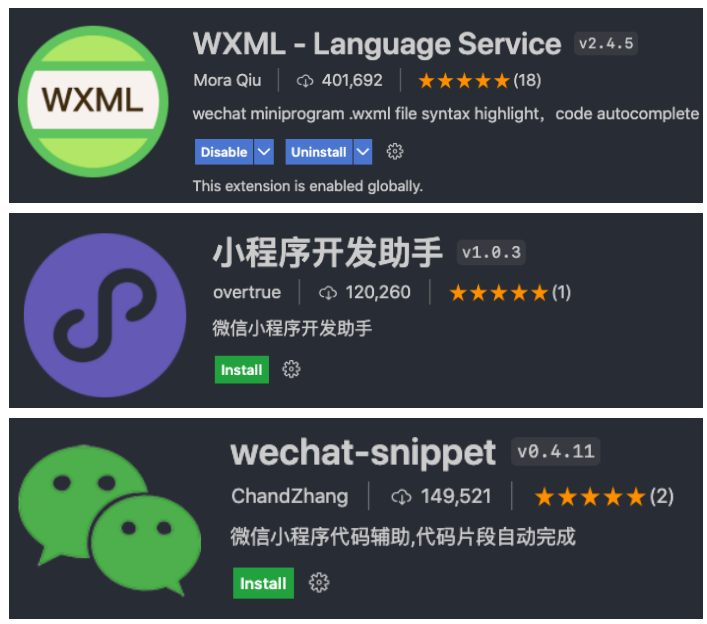 WXML
WXML - Language Service v2.4.5
Mora Qiu 401,692 ★★★★★(18)
wechat miniprogram .wxml file syntax highlight，code autocomplete
Disable Uninstall
This extension is enabled globally.
小程序开发助手 v1.0.3
overtrue 120,260 ★★★★★(1)
微信小程序开发助手
Install
wechat-snippet v0.4.11
ChandZhang 149,521 ★★★★★(2)
微信小程序代码辅助,代码片段自动完成
Install